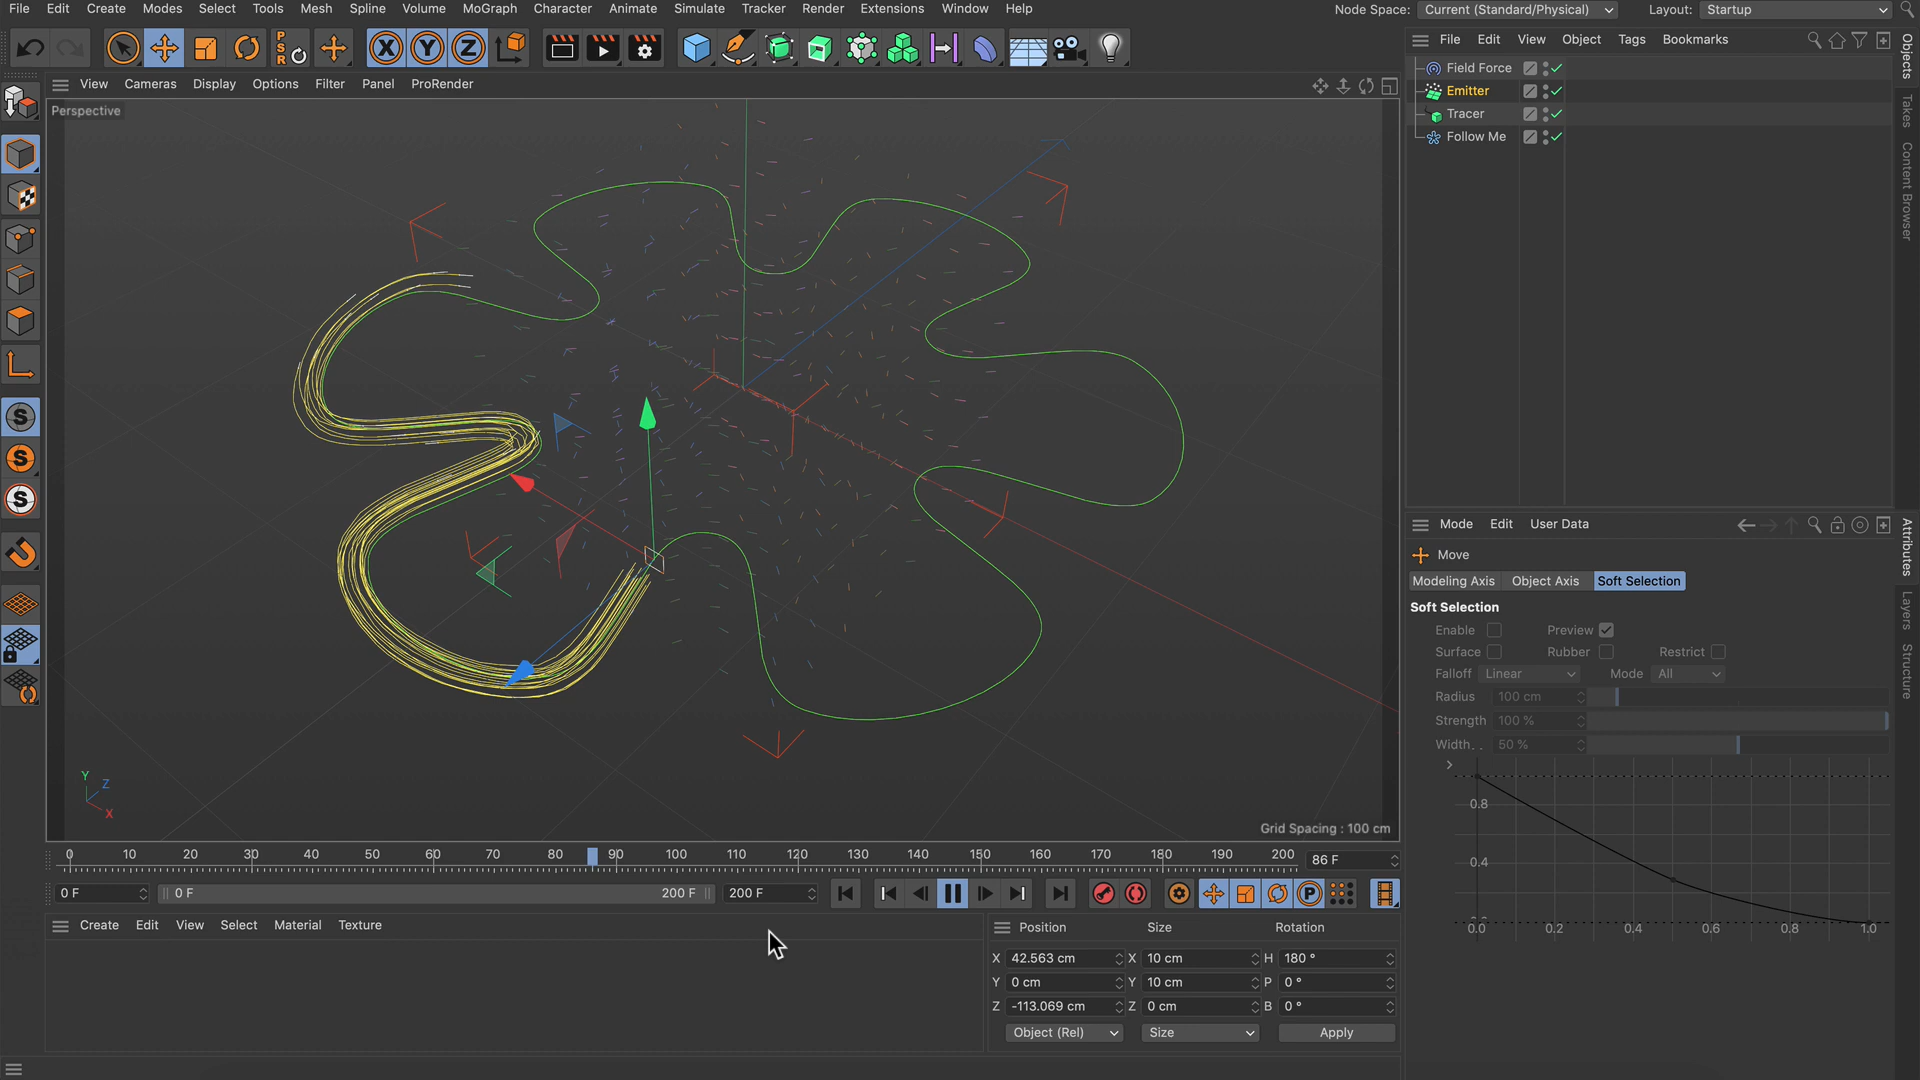 File Edit Create Modes Select Tools Mesh Spline Volume MoGraph Character Animate Simulate Tracker Render Extensions Window Help Node Space: Current (Standard/Physical) Layout: Startup
P S R X Y Z
File Edit View Object Tags Bookmarks
View Cameras Display Options Filter Panel ProRender
Perspective
Field Force
Emitter
Tracer
Follow Me
Objects
Takes
Content Browser
S
S
S
Y Z X
Grid Spacing : 100 cm
Mode Edit User Data
Move
Modeling Axis Object Axis Soft Selection
Soft Selection
Enable Preview
Surface Rubber Restrict
Falloff Linear Mode All
Radius 100 cm
Strength 100 %
Width. . 50 %
0.8
0.4
0.0 0.2 0.4 0.6 0.8 1.0
Attributes
Layers
Structure
0 10 20 30 40 50 60 70 80 90 100 110 120 130 140 150 160 170 180 190 200 86 F
0 F 0 F 200 F 200 F P
Create Edit View Select Material Texture
Position Size Rotation
X 42.563 cm X 10 cm H 180 °
Y 0 cm Y 10 cm P 0 °
Z -113.069 cm Z 0 cm B 0 °
Object (Rel) Size Apply